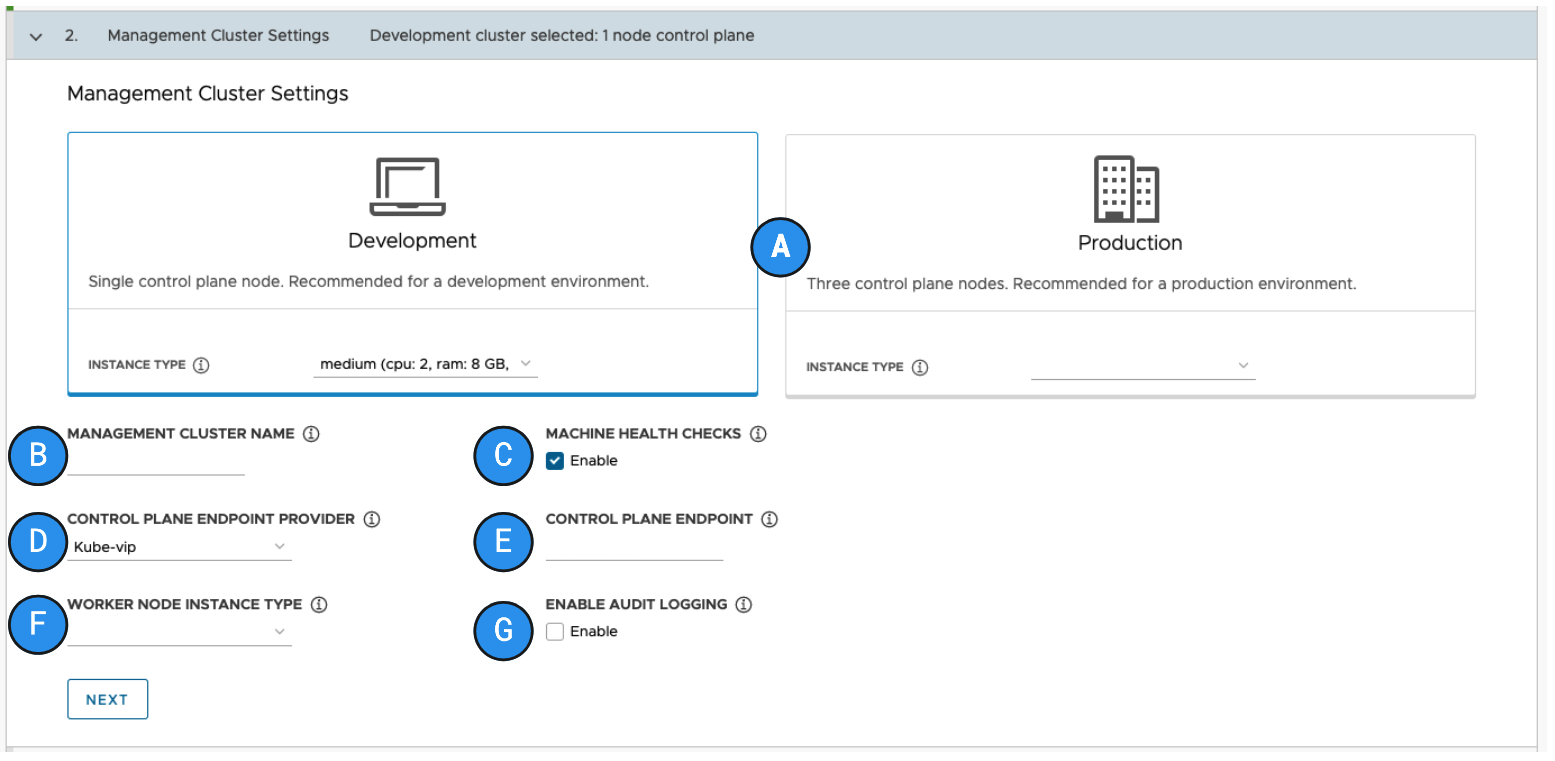 2. Management Cluster Settings Development cluster selected: 1 node control plane
Management Cluster Settings
Development
Single control plane node. Recommended for a development environment.
INSTANCE TYPE medium (cpu: 2, ram: 8 GB,
A
Production
Three control plane nodes. Recommended for a production environment.
INSTANCE TYPE
B MANAGEMENT CLUSTER NAME
C MACHINE HEALTH CHECKS
Enable
D CONTROL PLANE ENDPOINT PROVIDER
Kube-vip
E CONTROL PLANE ENDPOINT
F WORKER NODE INSTANCE TYPE
G ENABLE AUDIT LOGGING
Enable
NEXT